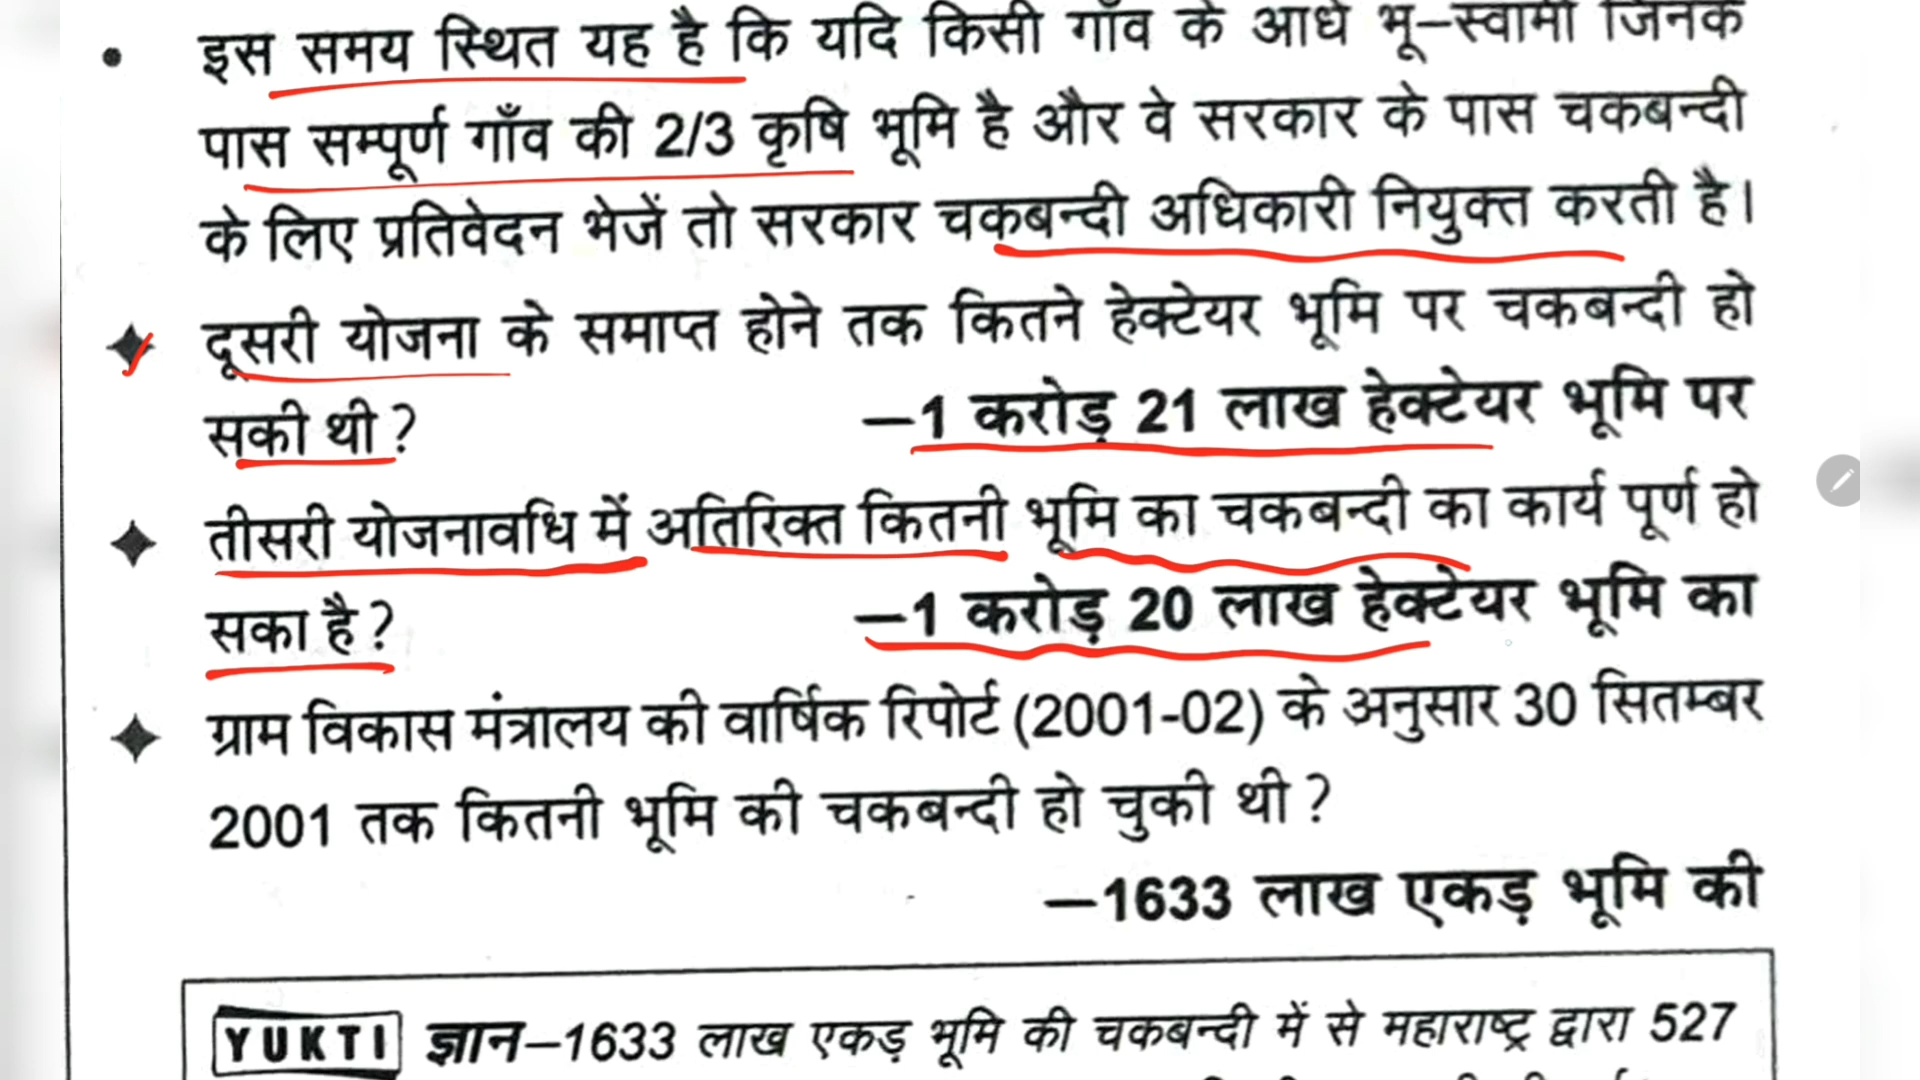 इस समय स्थित यह है कि यदि किसी गाँव के आधे भू–स्वामी जिनके
पास सम्पूर्ण गाँव की 2/3 कृषि भूमि है और वे सरकार के पास चकबन्दी
के लिए प्रतिवेदन भेजें तो सरकार चकबन्दी अधिकारी नियुक्त करती है।
दूसरी योजना के समाप्त होने तक कितने हेक्टेयर भूमि पर चकबन्दी हो
सकी थी ? –1 करोड़ 21 लाख हेक्टेयर भूमि पर
तीसरी योजनावधि में अतिरिक्त कितनी भूमि का चकबन्दी का कार्य पूर्ण हो
सका है ? –1 करोड़ 20 लाख हेक्टेयर भूमि का
ग्राम विकास मंत्रालय की वार्षिक रिपोर्ट (2001-02) के अनुसार 30 सितम्बर
2001 तक कितनी भूमि की चकबन्दी हो चुकी थी ?
–1633 लाख एकड़ भूमि की
YUKTI ज्ञान–1633 लाख एकड़ भूमि की चकबन्दी में से महाराष्ट्र द्वारा 527